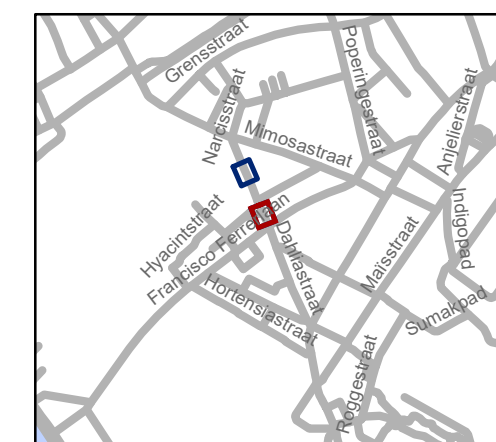 Grensstraat
Poperingestraat
Narcisstraat
Anjelierstraat
Mimosastraat
Indigopad
Hyacintstraat
Francisco Ferrerlaan
Dahliastraat
Maïsstraat
Hortensiastraat
Sumakpad
Roggestraat